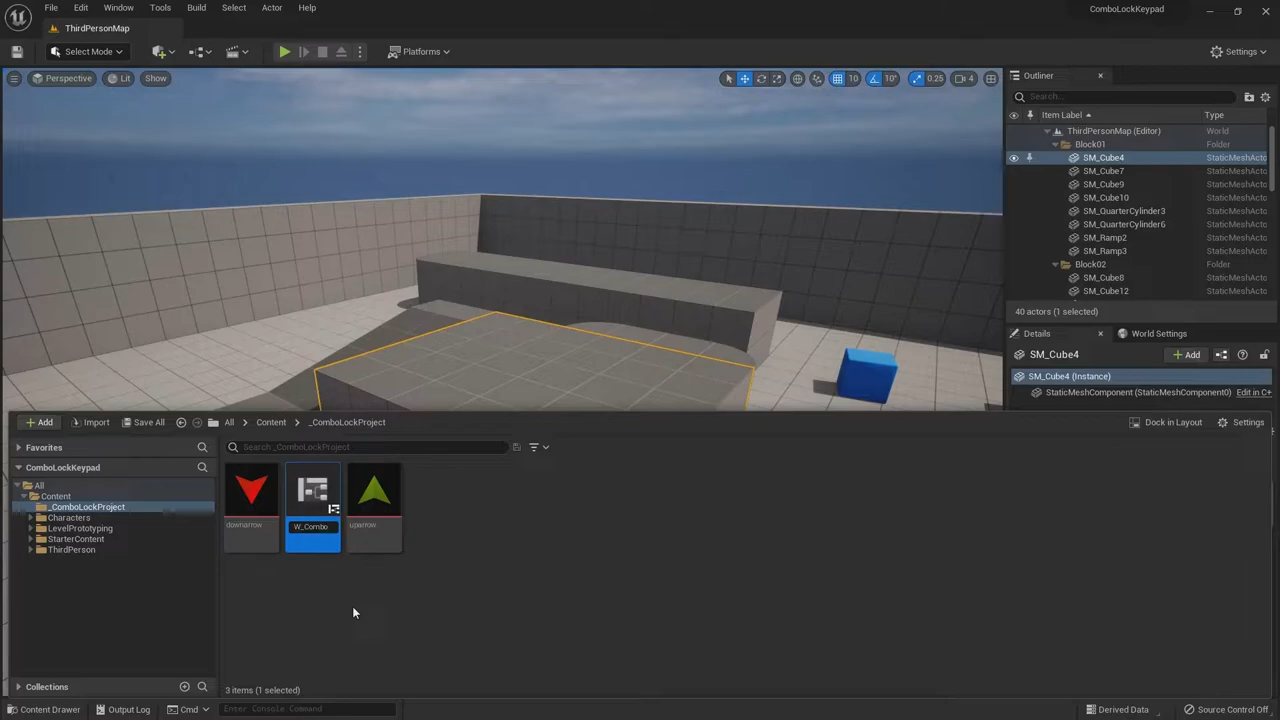 File Edit Window Tools Build Select Actor Help
ComboLockKeypad
ThirdPersonMap
Select Mode
Platforms
Settings
Perspective Lit Show
10 10° 0.25 4
Outliner
Search...
Item Label Type
ThirdPersonMap (Editor) World
Block01 Folder
SM_Cube4 StaticMeshActo
SM_Cube7 StaticMeshActo
SM_Cube9 StaticMeshActo
SM_Cube10 StaticMeshActo
SM_QuarterCylinder3 StaticMeshActo
SM_QuarterCylinder6 StaticMeshActo
SM_Ramp2 StaticMeshActo
SM_Ramp3 StaticMeshActo
Block02 Folder
SM_Cube8 StaticMeshActo
SM_Cube12 StaticMeshActo
40 actors (1 selected)
Details World Settings
SM_Cube4 Add
SM_Cube4 (Instance)
StaticMeshComponent (StaticMeshComponent0) Edit in C+
Add Import Save All All Content _ComboLockProject Dock in Layout Settings
Favorites
Search _ComboLockProject
ComboLockKeypad
All
Content
_ComboLockProject
Characters
LevelPrototyping
StarterContent
ThirdPerson
downarrow
W_Combo
uparrow
Collections
3 items (1 selected)
Content Drawer Output Log Cmd Enter Console Command Derived Data Source Control Off